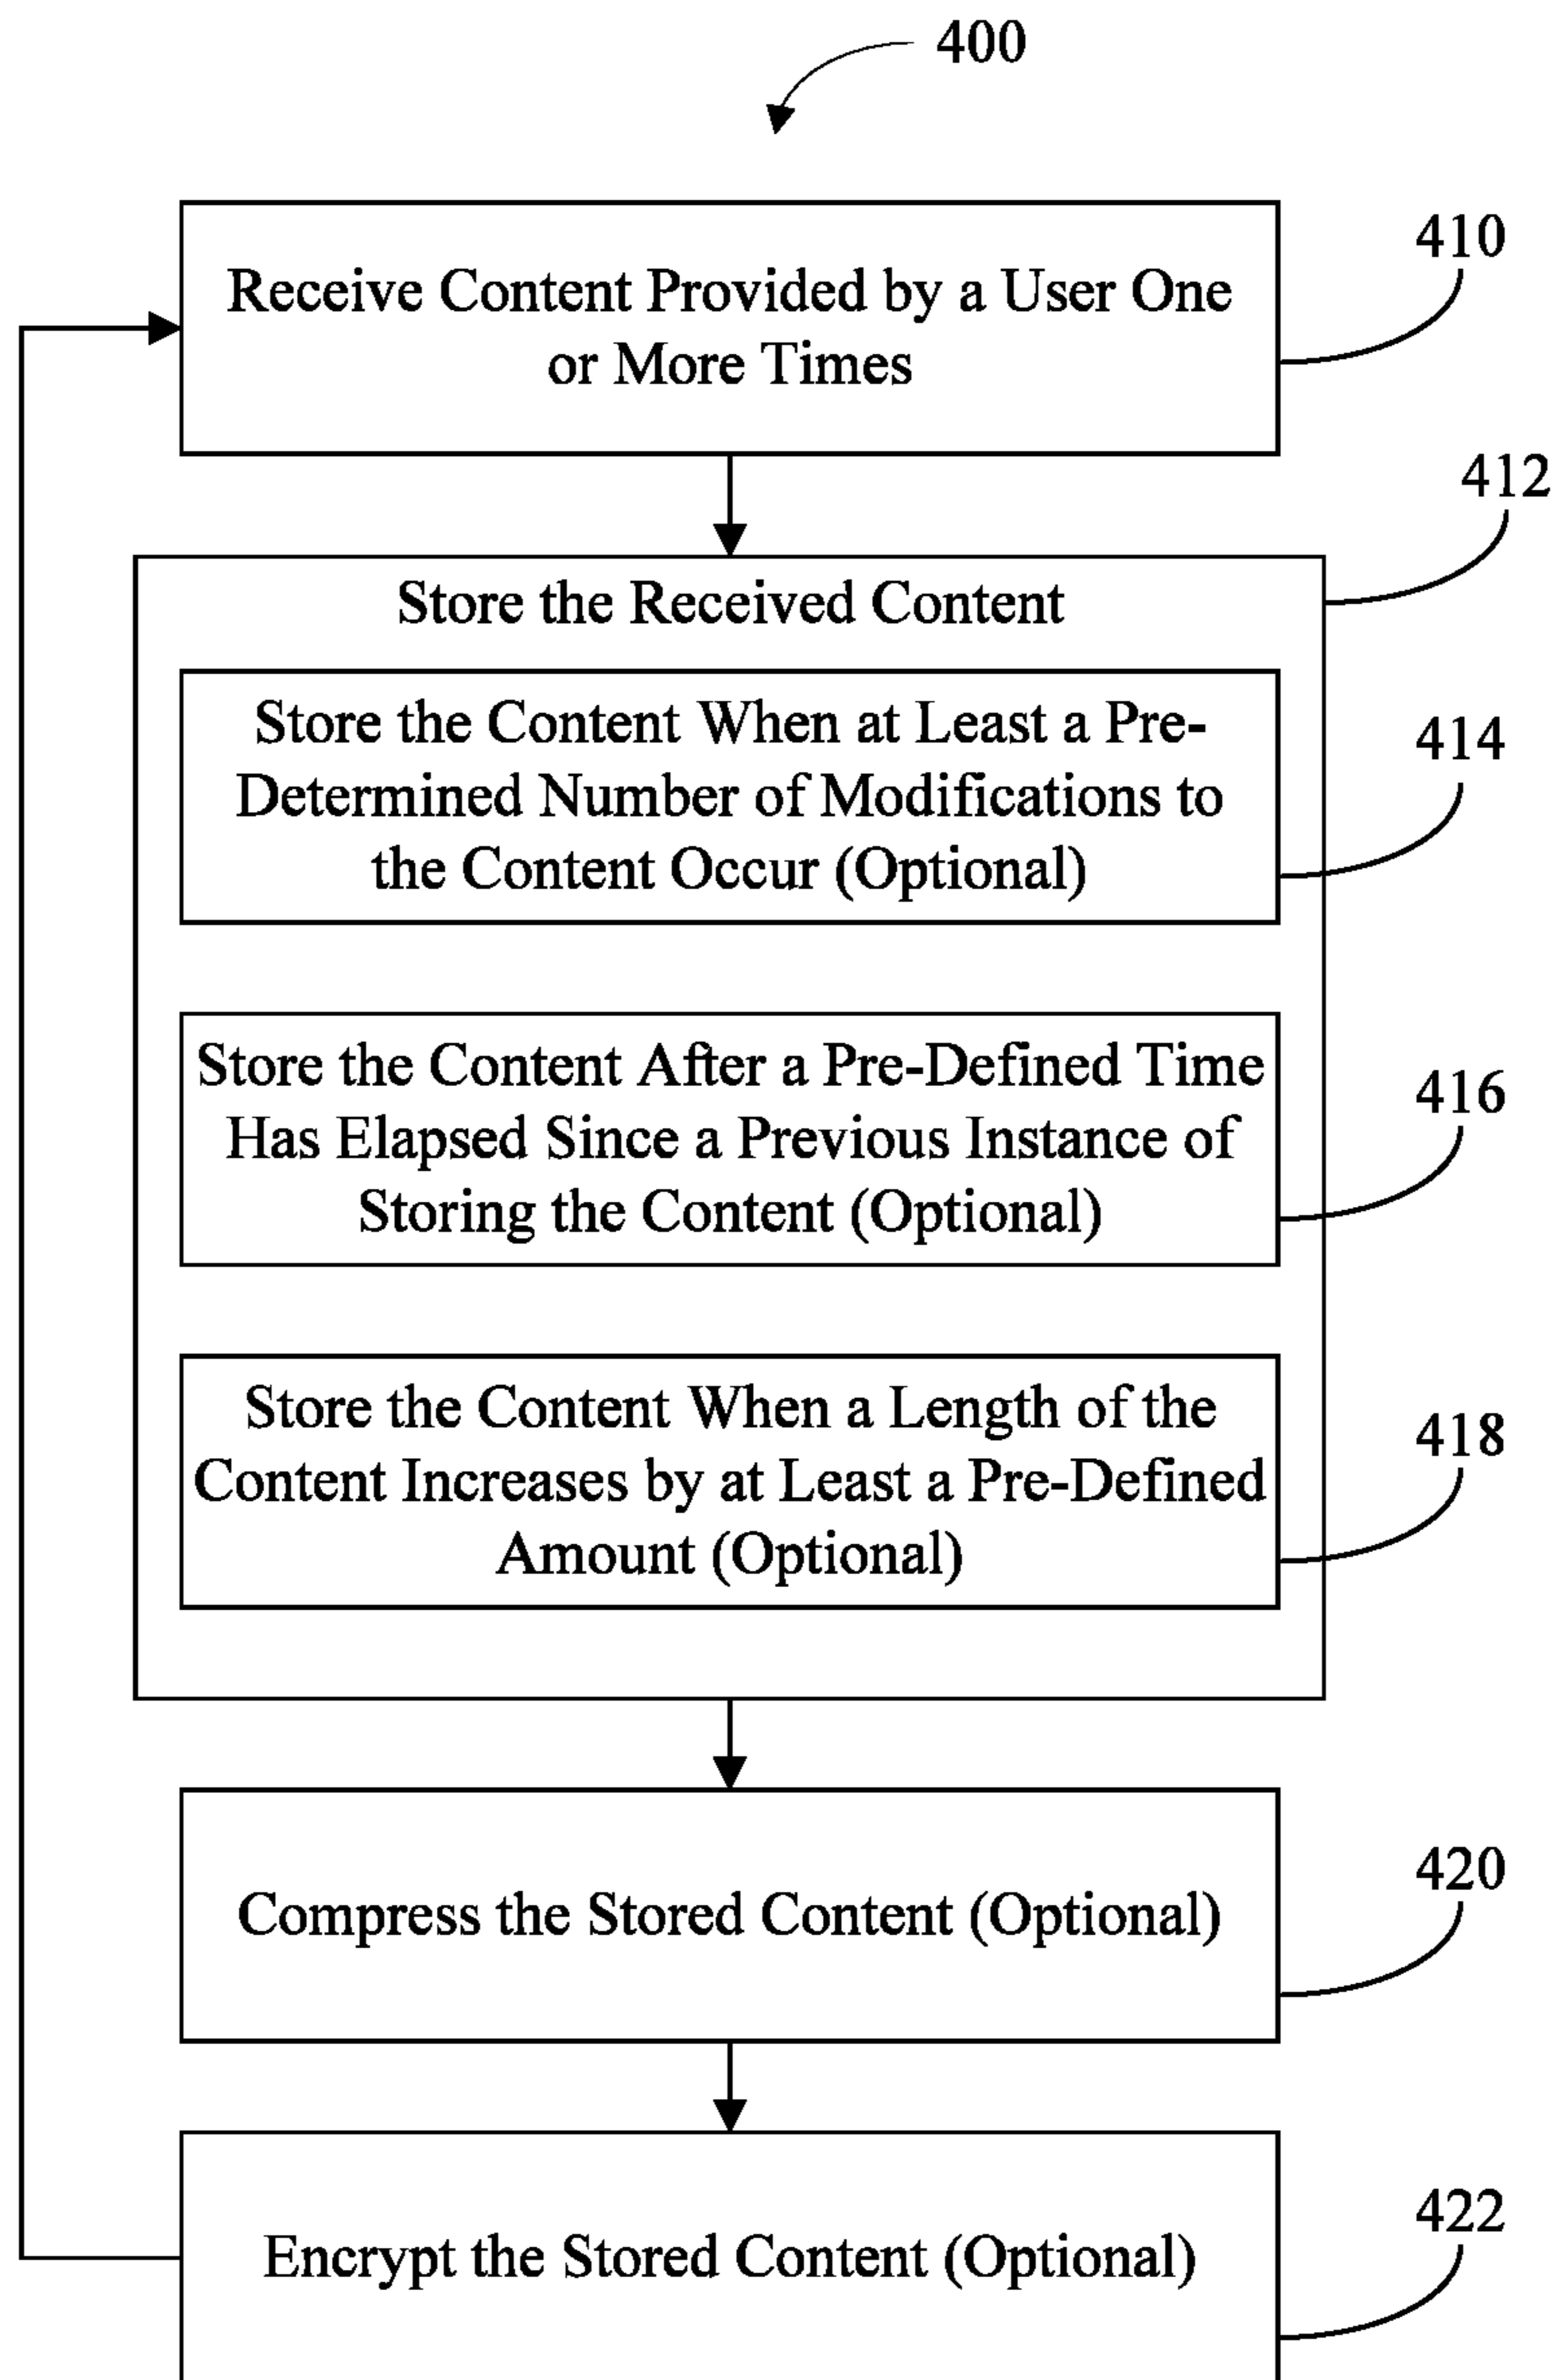 400
410
Receive Content Provided by a User One
or More Times
412
Store the Received Content
Store the Content When at Least a Pre-
Determined Number of Modifications to
the Content Occur (Optional)
414
Store the Content After a Pre-Defined Time
Has Elapsed Since a Previous Instance of
Storing the Content (Optional)
416
Store the Content When a Length of the
Content Increases by at Least a Pre-Defined
Amount (Optional)
418
420
Compress the Stored Content (Optional)
422
Encrypt the Stored Content (Optional)